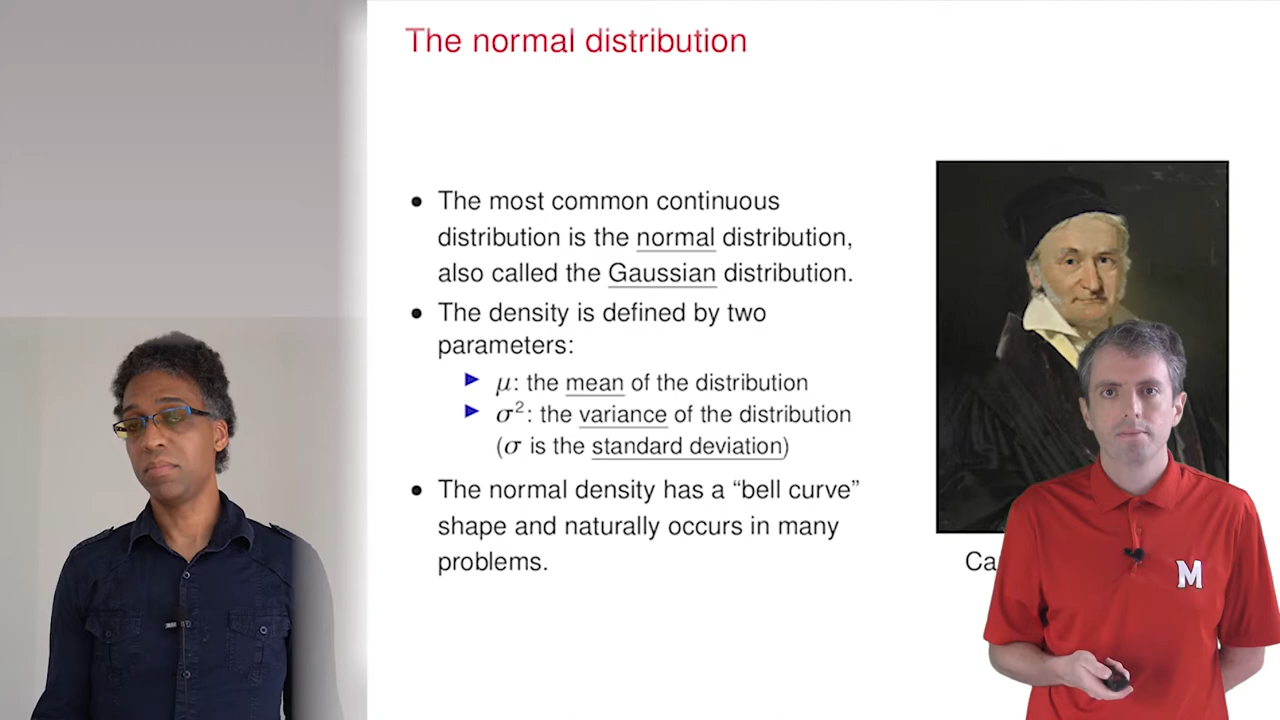 The normal distribution
• The most common continuous
distribution is the normal distribution,
also called the Gaussian distribution.
• The density is defined by two
parameters:
▶ μ: the mean of the distribution
▶ σ²: the variance of the distribution
(σ is the standard deviation)
• The normal density has a “bell curve”
shape and naturally occurs in many
problems.
M